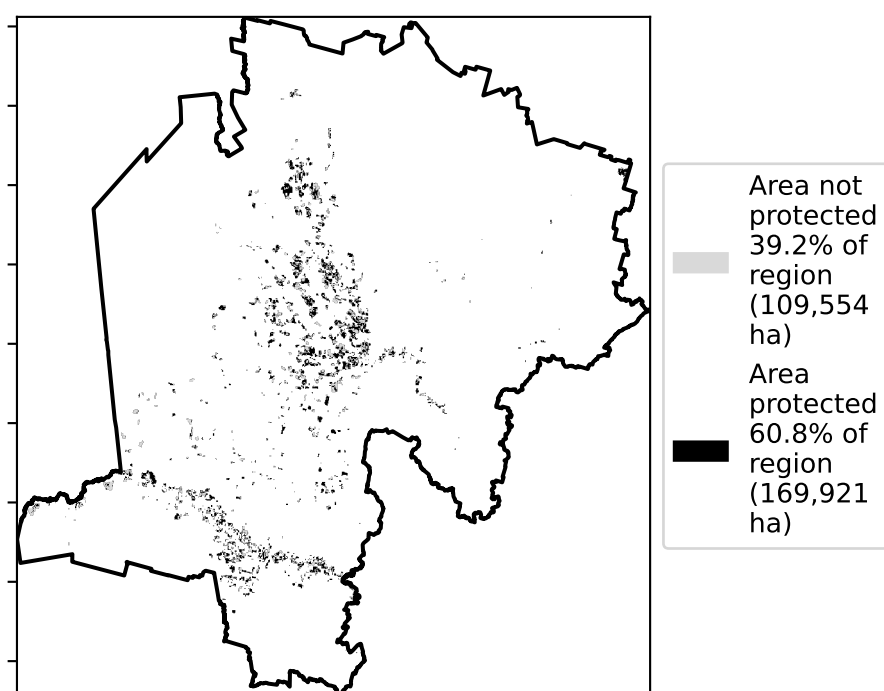 Area not
protected
39.2% of
region
(109,554
ha)
Area
protected
60.8% of
region
(169,921
ha)